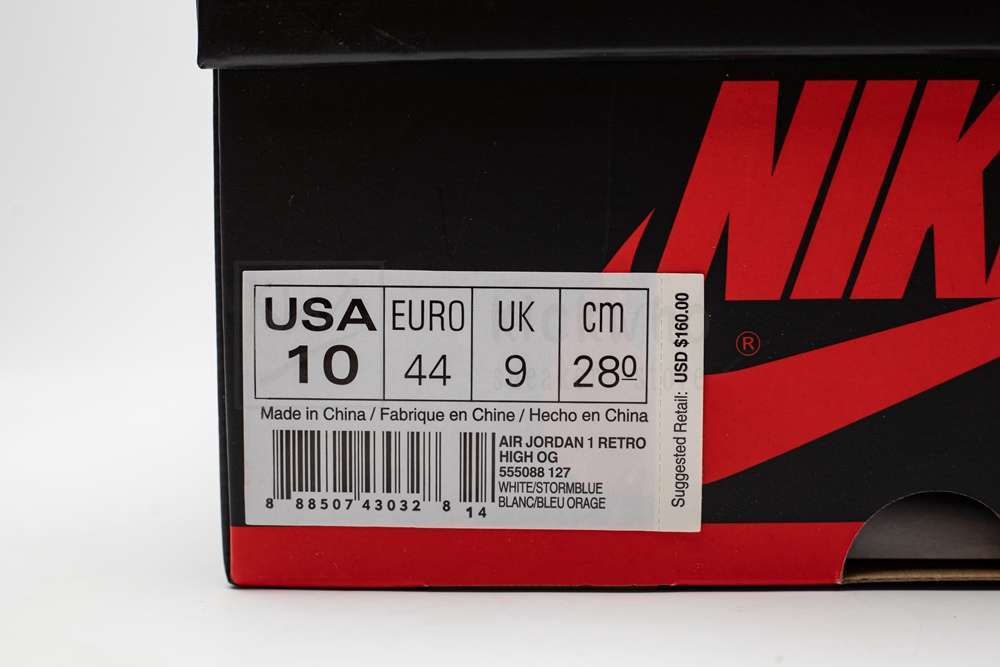 NIK
®
USA EURO UK cm
10 44 9 280
Made in China / Fabrique en Chine / Hecho en China
AIR JORDAN 1 RETRO
HIGH OG
555088 127
WHITE/STORMBLUE
BLANC/BLEU ORAGE
8 88507 43032 8 14
Suggested Retail: USD $160.00